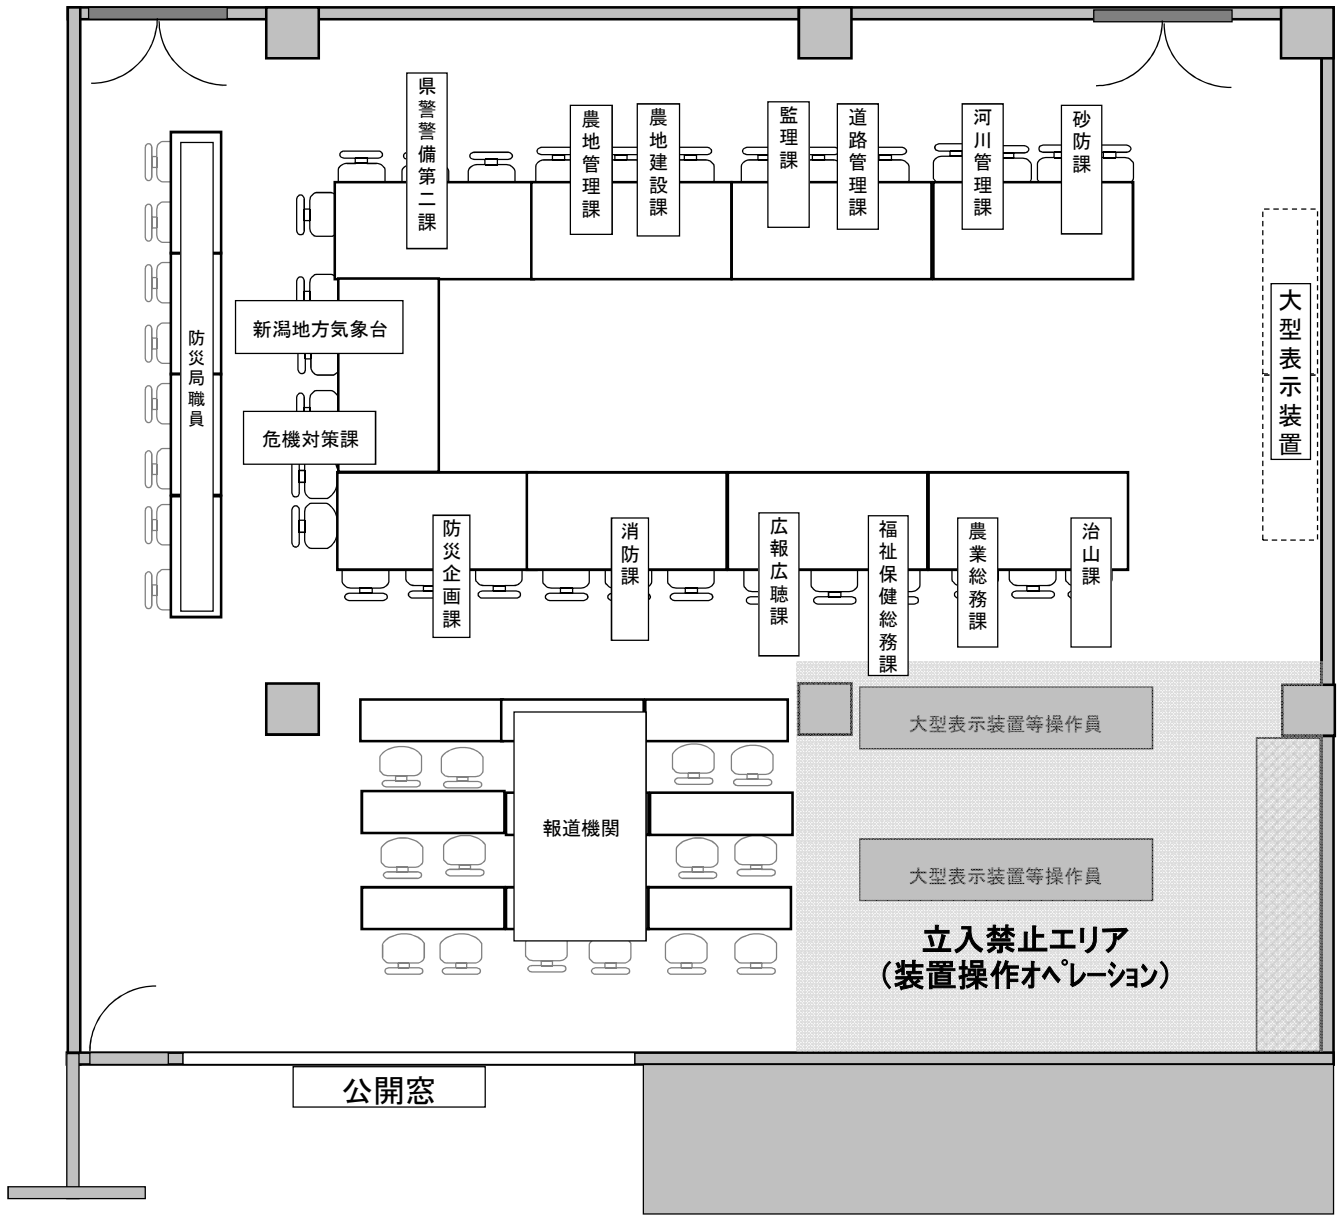 県警警備第二課
農地管理課
農地建設課
監理課
道路管理課
河川管理課
砂防課
大型表示装置
新潟地方気象台
防災局職員
危機対策課
防災企画課
消防課
広報広聴課
福祉保健総務課
農業総務課
治山課
大型表示装置等操作員
報道機関
大型表示装置等操作員
立入禁止エリア
（装置操作オペレーション）
公開窓